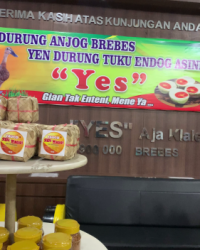 TERIMA KASIH ATAS KUNJUNGAN ANDA
DURUNG ANJOG BREBES
YEN DURUNG TUKU ENDOG ASIN
"Yes"
Gian Tak Enteni, Mene Ya...
"YES" Aja Klalen
BREBES